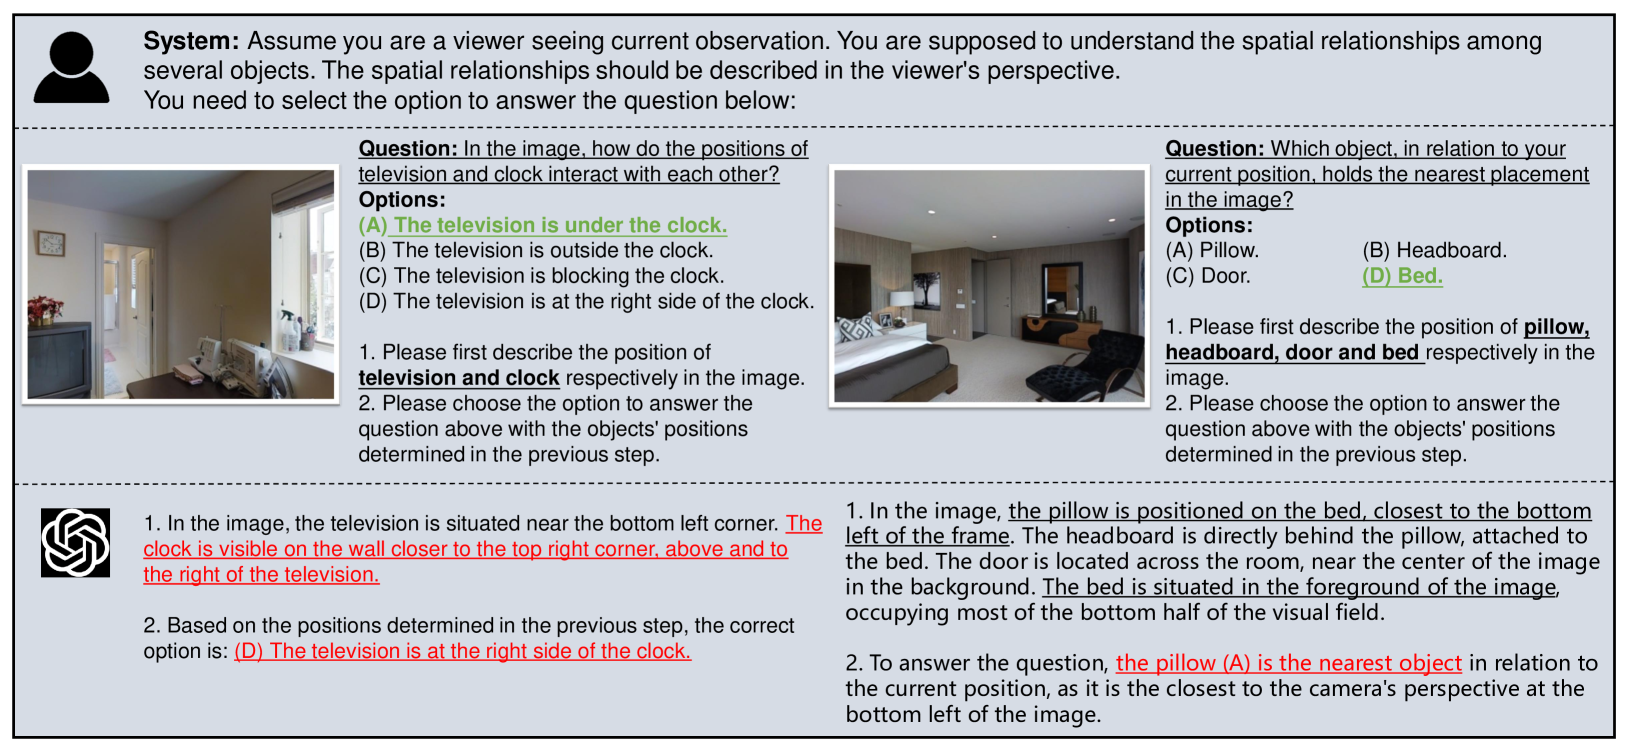 System: Assume you are a viewer seeing current observation. You are supposed to understand the spatial relationships among
several objects. The spatial relationships should be described in the viewer's perspective.
You need to select the option to answer the question below:
Question: In the image, how do the positions of
television and clock interact with each other?
Options:
(A) The television is under the clock.
(B) The television is outside the clock.
(C) The television is blocking the clock.
(D) The television is at the right side of the clock.
1. Please first describe the position of
television and clock respectively in the image.
2. Please choose the option to answer the
question above with the objects' positions
determined in the previous step.
Question: Which object, in relation to your
current position, holds the nearest placement
in the image?
Options:
(A) Pillow. (B) Headboard.
(C) Door. (D) Bed.
1. Please first describe the position of pillow,
headboard, door and bed respectively in the
image.
2. Please choose the option to answer the
question above with the objects' positions
determined in the previous step.
1. In the image, the television is situated near the bottom left corner. The
clock is visible on the wall closer to the top right corner, above and to
the right of the television.
2. Based on the positions determined in the previous step, the correct
option is: (D) The television is at the right side of the clock.
1. In the image, the pillow is positioned on the bed, closest to the bottom
left of the frame. The headboard is directly behind the pillow, attached to
the bed. The door is located across the room, near the center of the image
in the background. The bed is situated in the foreground of the image,
occupying most of the bottom half of the visual field.
2. To answer the question, the pillow (A) is the nearest object in relation to
the current position, as it is the closest to the camera's perspective at the
bottom left of the image.